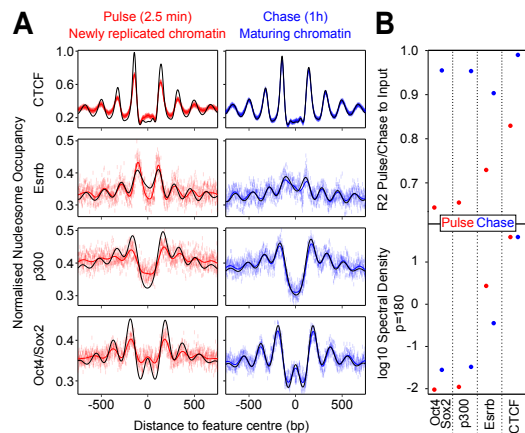 A
Pulse (2.5 min)
Newly replicated chromatin
Chase (1h)
Maturing chromatin
B
Normalised Nucleosome Occupancy
CTCF
1.0
0.6
0.2
Esrrb
0.5
0.4
0.3
p300
0.5
0.4
0.3
Oct4/Sox2
0.45
0.35
-500
0
500
-500
0
500
Distance to feature centre (bp)
R2 Pulse/Chase to Input
1.0
0.9
0.8
0.7
Pulse Chase
log10 Spectral Density
p=180
1
0
-1
-2
Oct4
Sox2
p300
Esrrb
CTCF